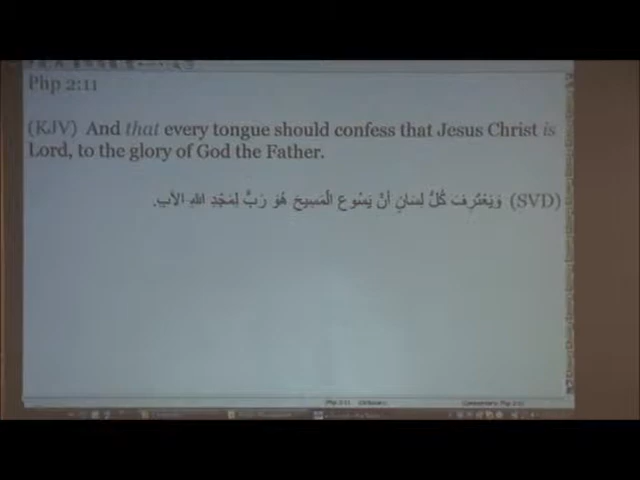 Php 2:11
(KJV) And that every tongue should confess that Jesus Christ is
Lord, to the glory of God the Father.
(SVD) وَيَعْتَرِفَ كُلُّ لِسَانٍ أَنَّ يَسُوعَ الْمَسِيحَ هُوَ رَبٌّ لِمَجْدِ اللهِ الآبِ.